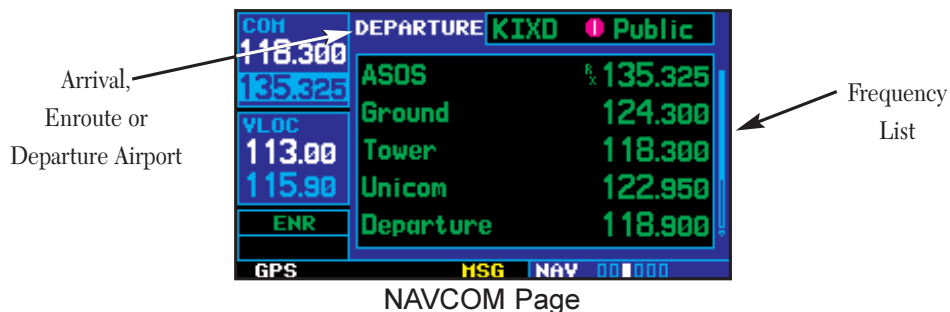 COM
118.300
135.325
VLOC
113.00
115.90
ENR
GPS
DEPARTURE KIXD Public
ASOS Rx 135.325
Ground 124.300
Tower 118.300
Unicom 122.950
Departure 118.900
MSG NAV
Arrival,
Enroute or
Departure Airport
Frequency
List
NAVCOM Page